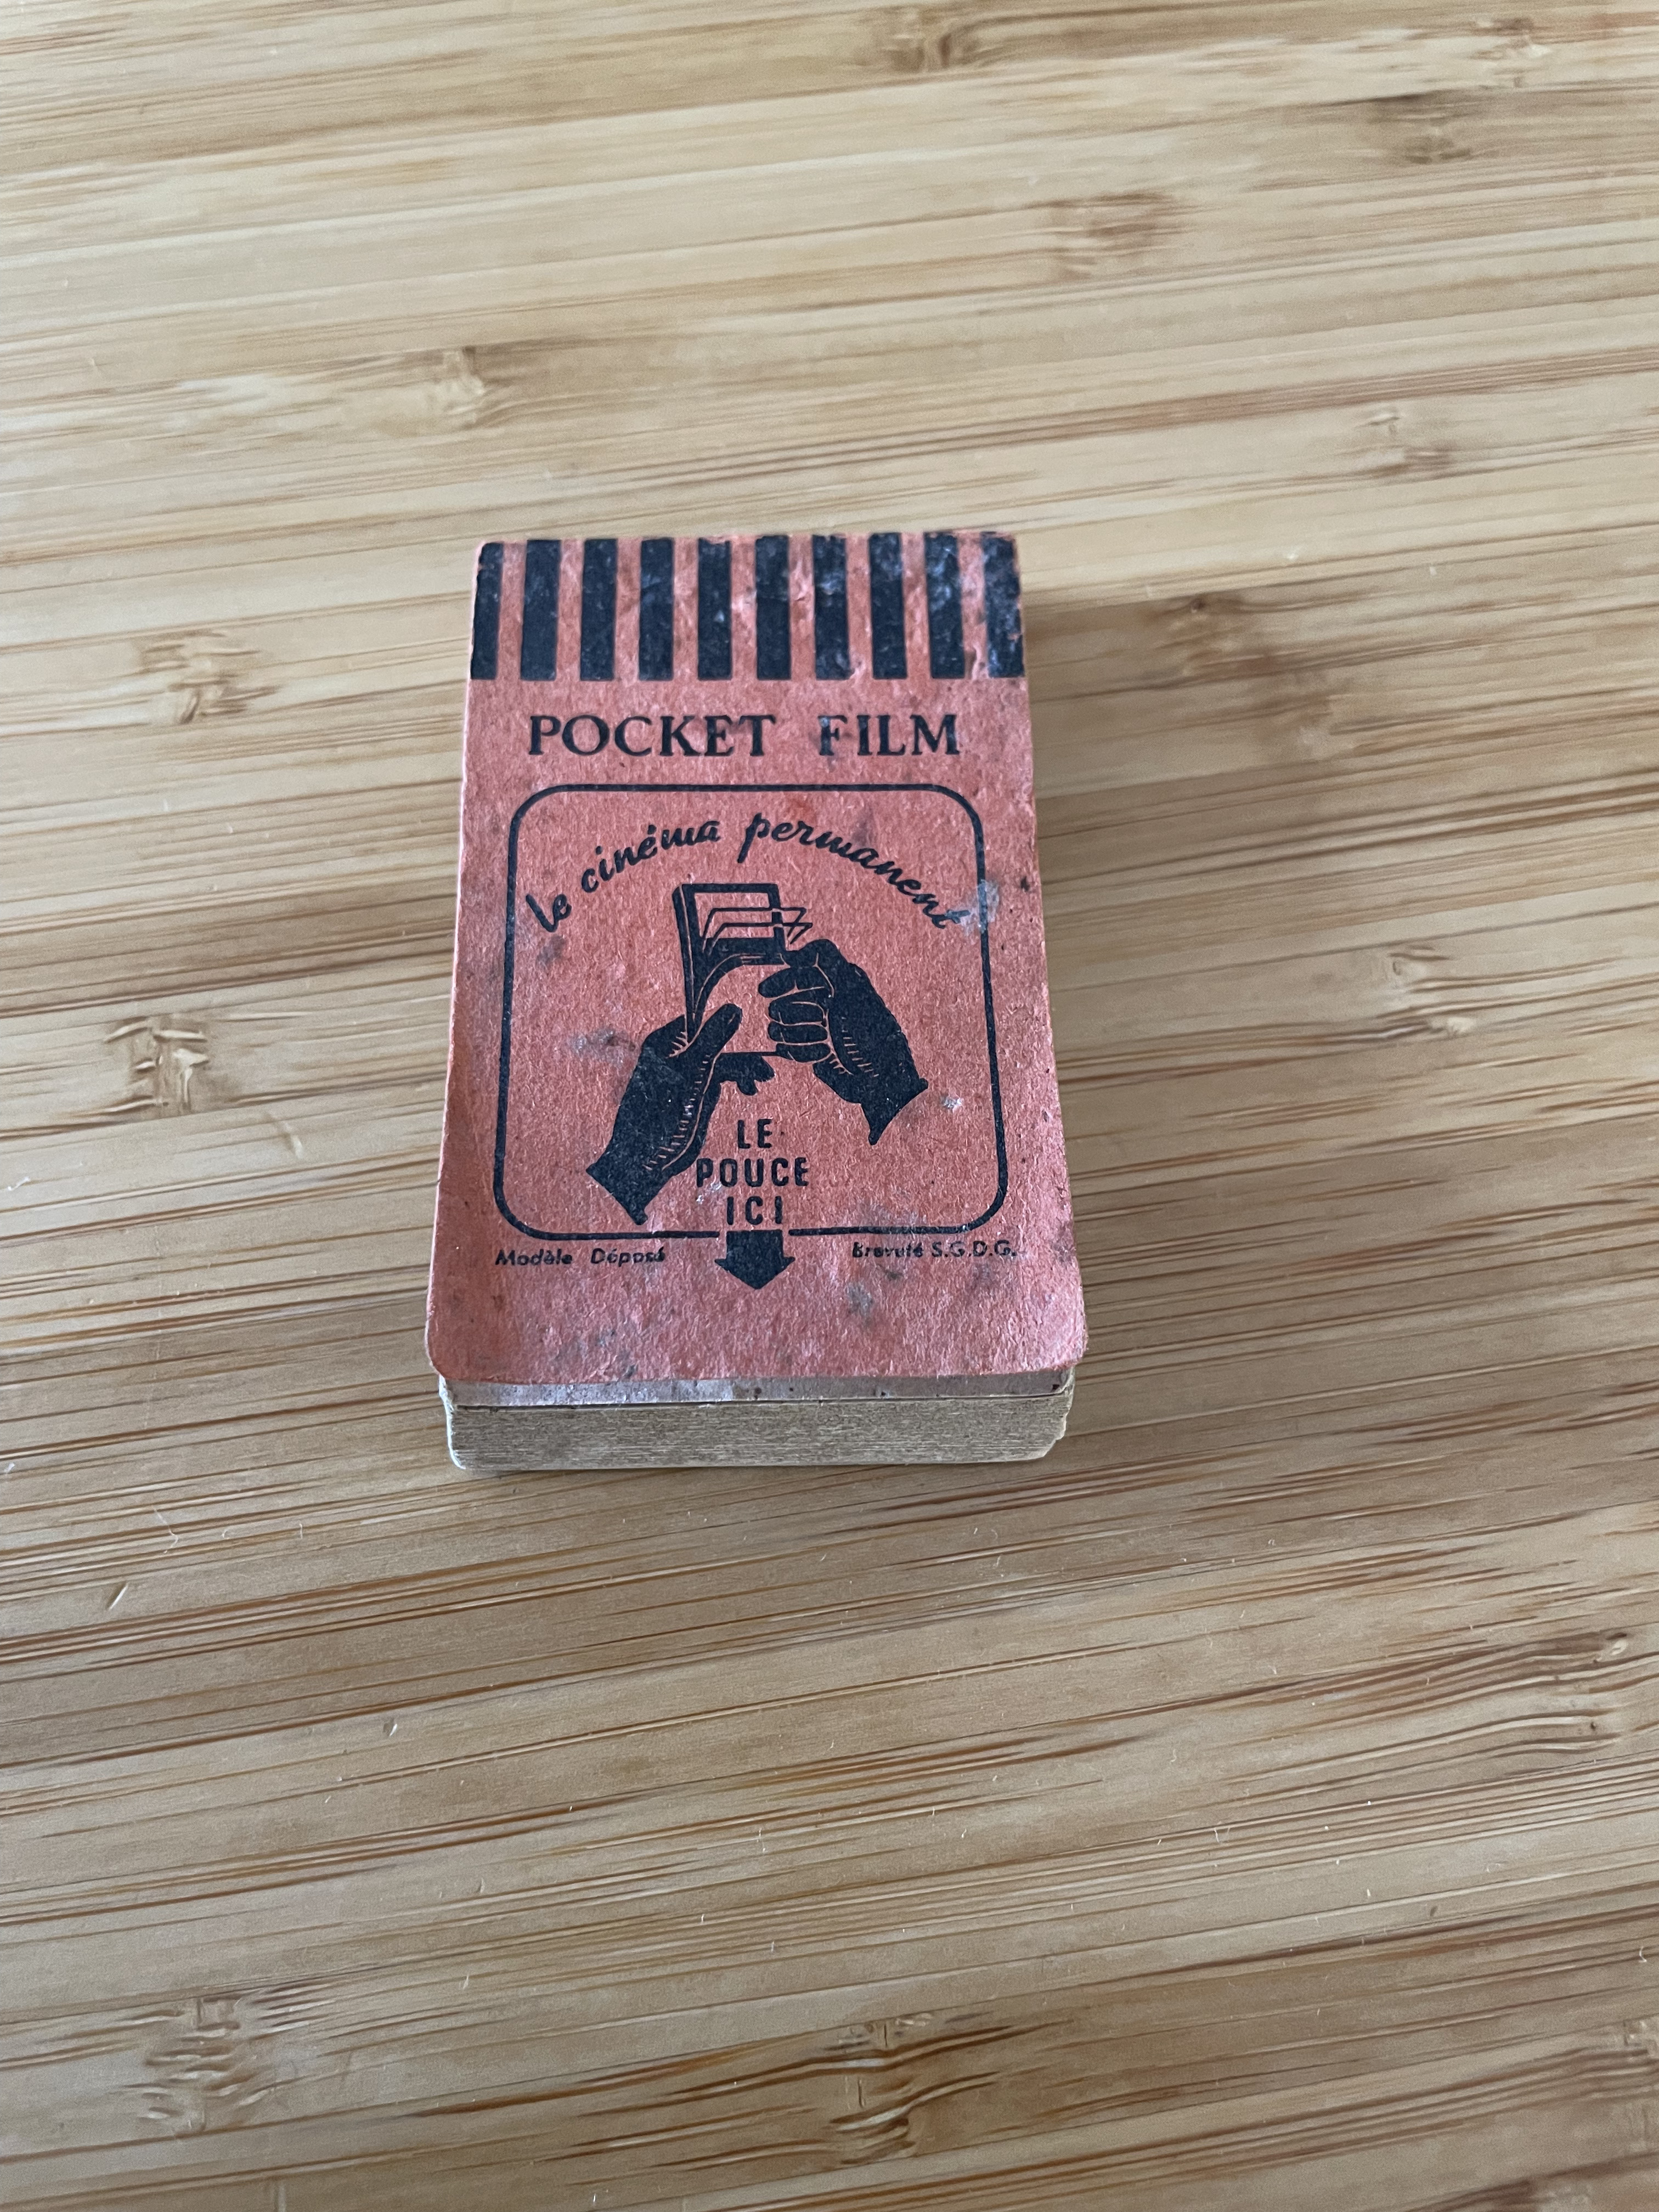 POCKET FILM
le cinéma permanent
LE
POUCE
ICI
Modèle Déposé
Breveté S.G.D.G.